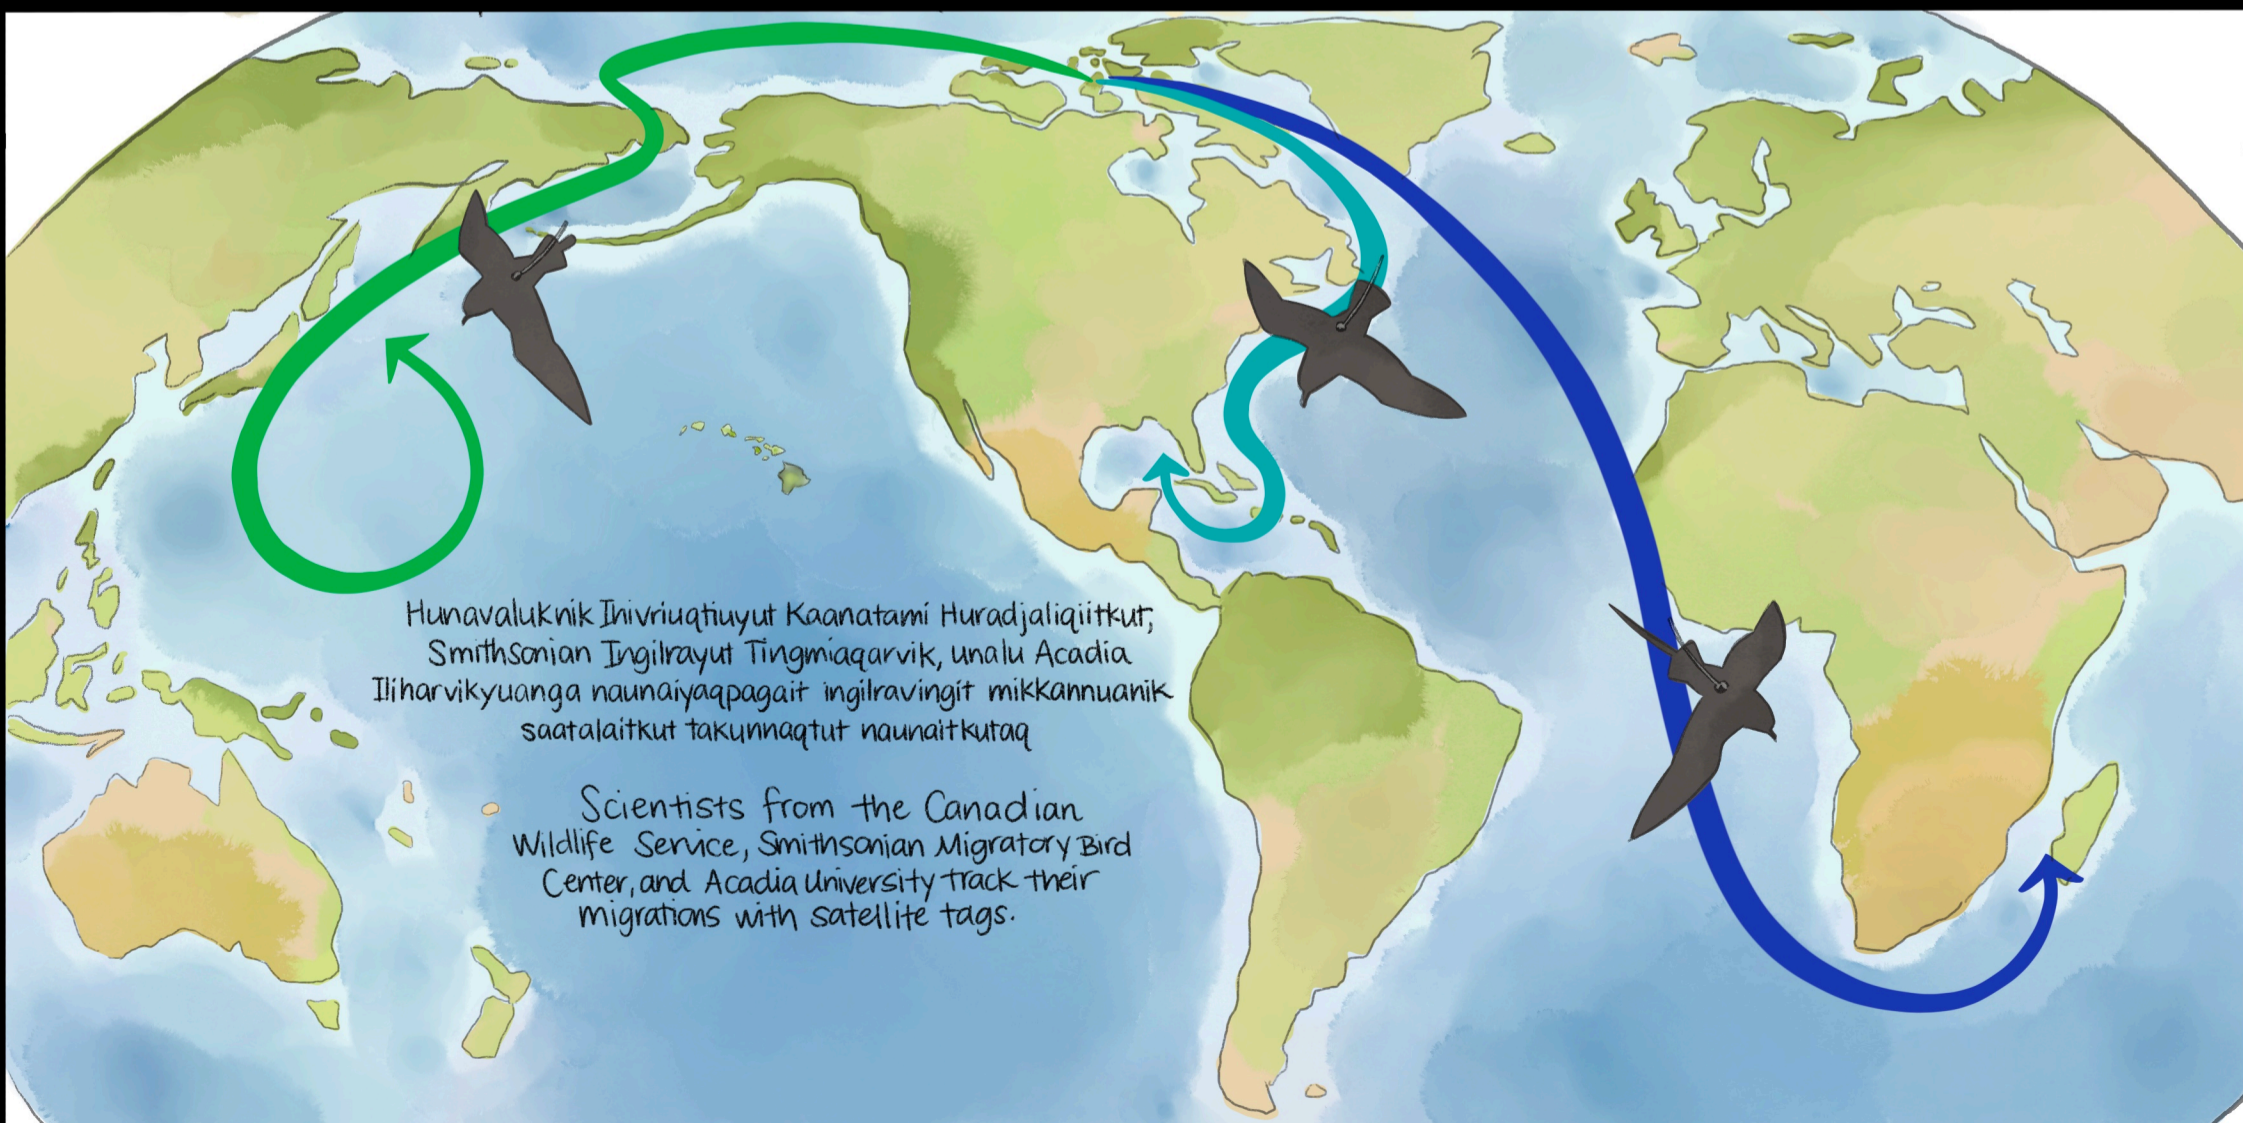 Hunavaluknik Ihivriuqtiuyut Kaanatami Huradjaliqiitkut,
Smithsonian Ingilrayut Tingmiaqarvik, unalu Acadia
Iliharvikyuanga naunaiyaqpagait ingilravingit mikkannuanik
saatalaitkut takunnaqtut naunaitkutaq
Scientists from the Canadian
Wildlife Service, Smithsonian Migratory Bird
Center, and Acadia University track their
migrations with satellite tags.